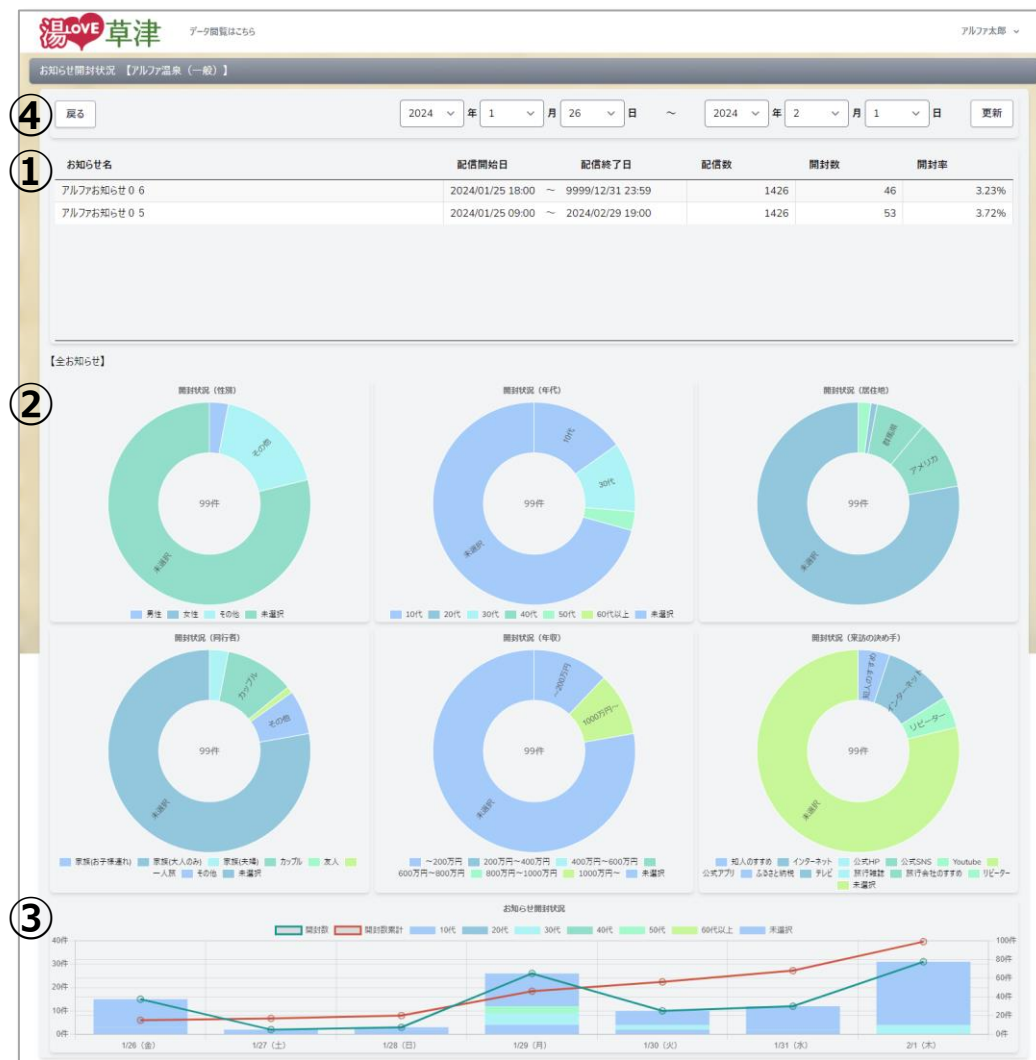 湯LOVE草津 データ閲覧はこちら アルファ太郎
お知らせ開封状況 【アルファ温泉（一般）】
④ 戻る 2024 年 1 月 26 日 ～ 2024 年 2 月 1 日 更新
① お知らせ名 配信開始日 配信終了日 配信数 開封数 開封率
アルファお知らせ０６ 2024/01/25 18:00 ～ 9999/12/31 23:59 1426 46 3.23%
アルファお知らせ０５ 2024/01/25 09:00 ～ 2024/02/29 19:00 1426 53 3.72%
【全お知らせ】
②
開封状況（性別）
その他
99件
未選択
男性 女性 その他 未選択
開封状況（年代）
10代
30代
99件
未選択
10代 20代 30代 40代 50代 60代以上 未選択
開封状況（居住地）
群馬県
アメリカ
99件
未選択
開封状況（同行者）
カップル
その他
99件
未選択
家族(お子様連れ) 家族(大人のみ) 家族(夫婦) カップル 友人
一人旅 その他 未選択
開封状況（年収）
～200万円
1000万円～
99件
未選択
～200万円 200万円～400万円 400万円～600万円
600万円～800万円 800万円～1000万円 1000万円～ 未選択
開封状況（来訪の決め手）
知人のすすめ
インターネット
リピーター
99件
未選択
知人のすすめ インターネット 公式HP 公式SNS Youtube
公式アプリ ふるさと納税 テレビ 旅行雑誌 旅行会社のすすめ リピーター
未選択
③
お知らせ開封状況
開封数 開封数累計 10代 20代 30代 40代 50代 60代以上 未選択
40件 100件
80件
30件
60件
20件
40件
10件
20件
0件 0件
1/26（金） 1/27（土） 1/28（日） 1/29（月） 1/30（火） 1/31（水） 2/1（木）